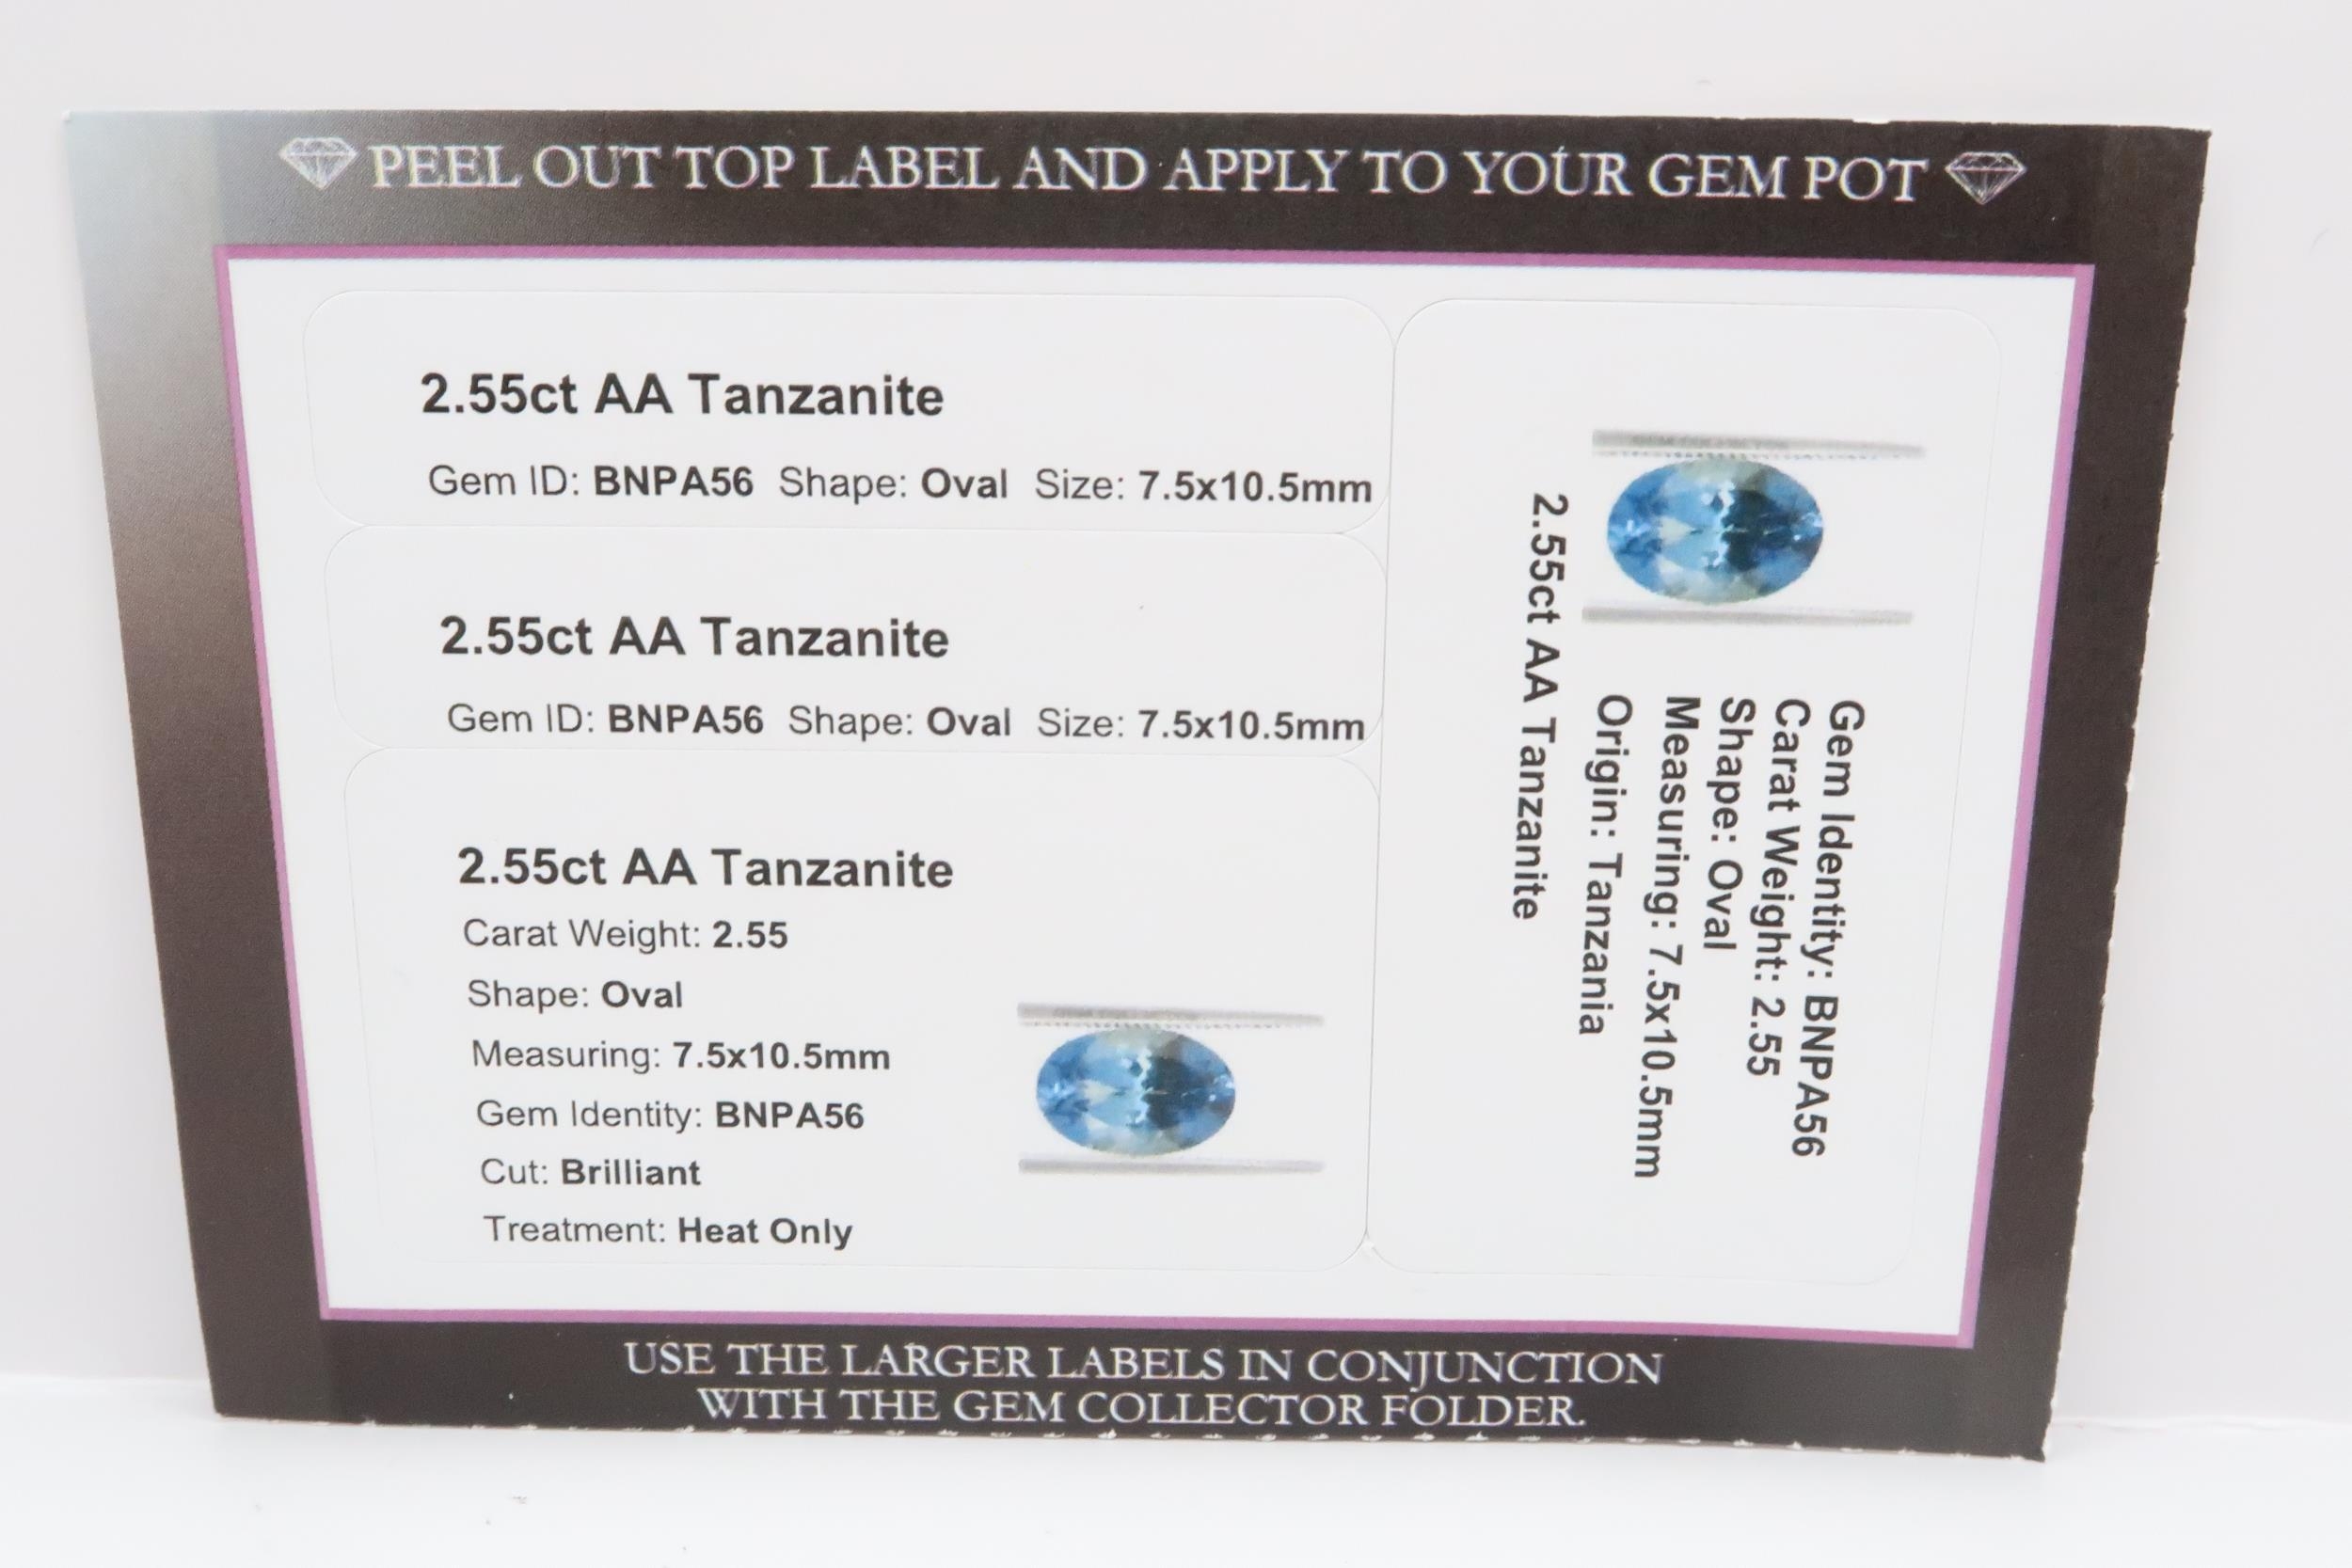 PEEL OUT TOP LABEL AND APPLY TO YOUR GEM POT
2.55ct AA Tanzanite
Gem ID: BNPA56 Shape: Oval Size: 7.5x10.5mm
2.55ct AA Tanzanite
Gem ID: BNPA56 Shape: Oval Size: 7.5x10.5mm
2.55ct AA Tanzanite
Carat Weight: 2.55
Shape: Oval
Measuring: 7.5x10.5mm
Gem Identity: BNPA56
Cut: Brilliant
Treatment: Heat Only
Gem Identity: BNPA56
Carat Weight: 2.55
Shape: Oval
Measuring: 7.5x10.5mm
Origin: Tanzania
2.55ct AA Tanzanite
USE THE LARGER LABELS IN CONJUNCTION
WITH THE GEM COLLECTOR FOLDER.